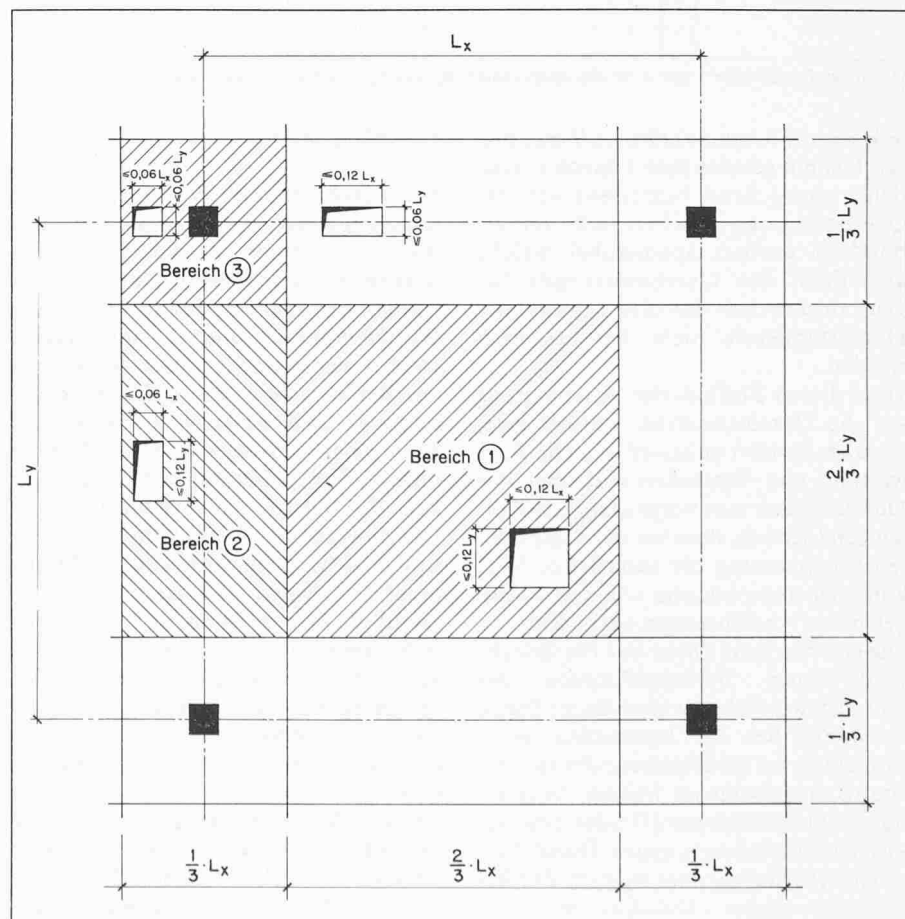 Lx
≤0,06 Lx
≤0,06 Ly
≤0,12 Lx
≤0,06 Ly
1/3 · Ly
Bereich ③
≤0,06 Lx
≤0,12 Ly
Ly
Bereich ①
2/3 · Ly
≤0,12 Lx
Bereich ②
≤0,12 Ly
1/3 · Ly
1/3 · Lx
2/3 · Lx
1/3 · Lx